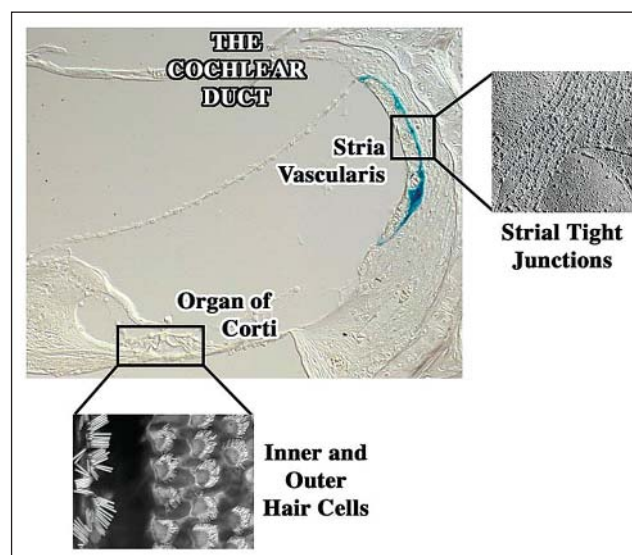 THE
COCHLEAR
DUCT
Stria
Vascularis
Strial Tight
Junctions
Organ of
Corti
Inner and
Outer
Hair Cells